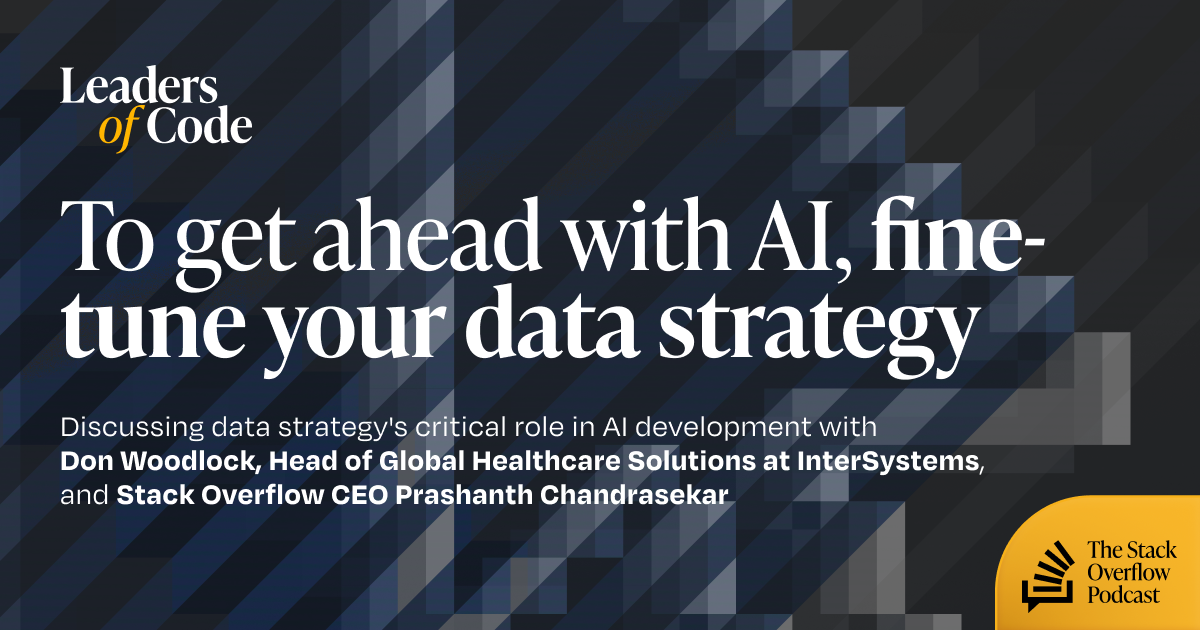 Leaders
of Code
To get ahead with AI, fine-
tune your data strategy
Discussing data strategy's critical role in AI development with
Don Woodlock, Head of Global Healthcare Solutions at InterSystems,
and Stack Overflow CEO Prashanth Chandrasekar
The Stack
Overflow
Podcast